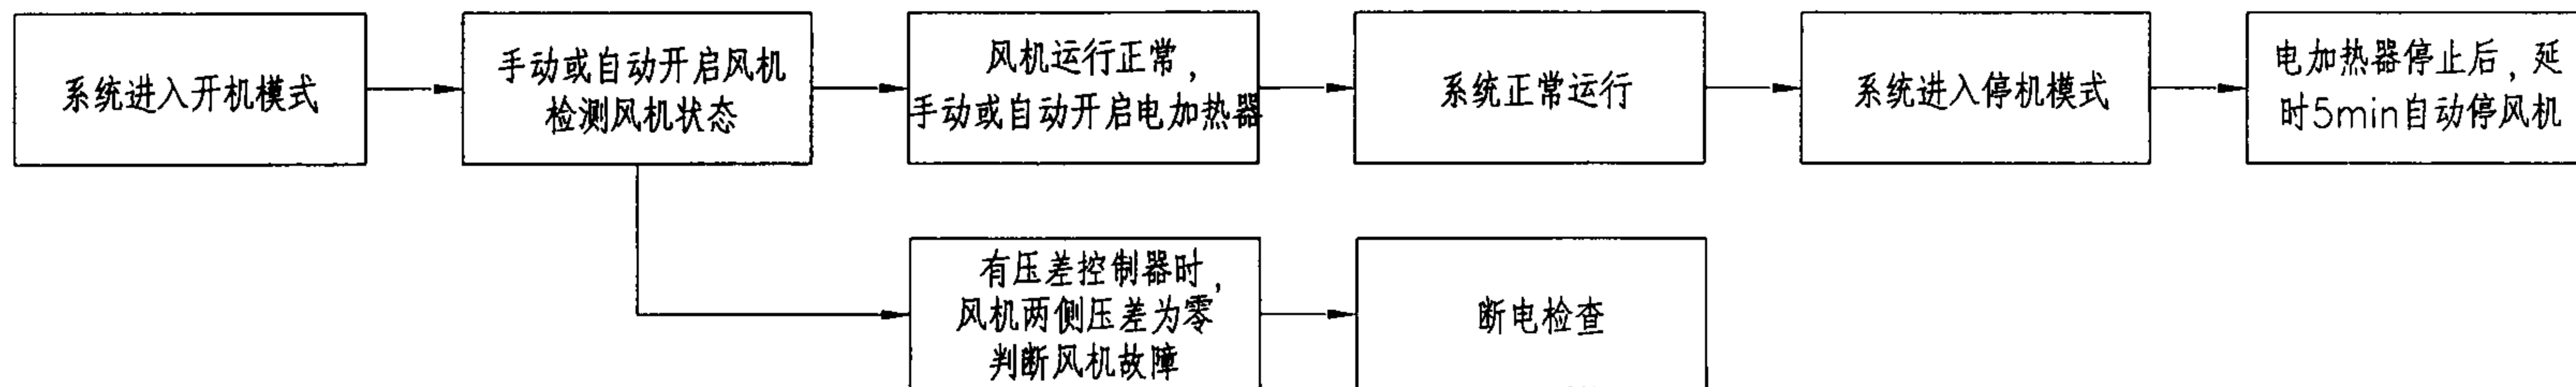 系统进入开机模式
手动或自动开启风机
检测风机状态
风机运行正常，
手动或自动开启电加热器
系统正常运行
系统进入停机模式
电加热器停止后，延
时5min自动停风机
有压差控制器时，
风机两侧压差为零
判断风机故障
断电检查